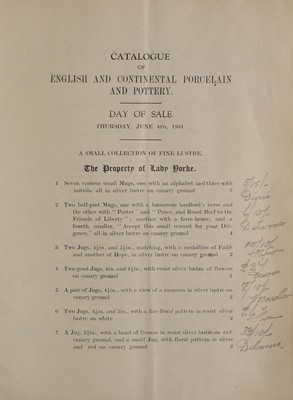 CATALOGUE
OF
ENGLISH AND CONTINENTAL PORCELAIN
AND POTTERY.
DAY OF SALE
THURSDAY, JUNE 4TH, 1931
A SMALL COLLECTION OF FINE LUSTRE.
The Property of Lady Yorke.
1 Seven various small Mugs, one with an alphabet and three with
initials, all in silver lustre on canary ground 7
2 Two half-pint Mugs, one with a humorous landlord's verse and
the other with "Porter" and "Peace, and Roast Beef to the
Friends of Liberty"; another with a farm-house, and a
fourth, smaller, "Accept this small reward for your Dili-
gence," all in silver lustre on canary ground 4
3 Two Jugs, 4½in. and 5½in., matching, with a medallion of Faith
and another of Hope, in silver lustre on canary ground 2
4 Two good Jugs, 4in. and 4½in., with resist silver lustre of flowers
on canary ground 2
5 A pair of Jugs, 4½in., with a view of a mansion in silver lustre on
canary ground 2
6 Two Jugs, 4½in. and 5in., with a fine floral pattern in resist silver
lustre on white 2
7 A Jug, 5½in., with a band of flowers in resist silver lustre on red
canary ground, and a small Jug, with floral pattern in silver
and red on canary ground 2